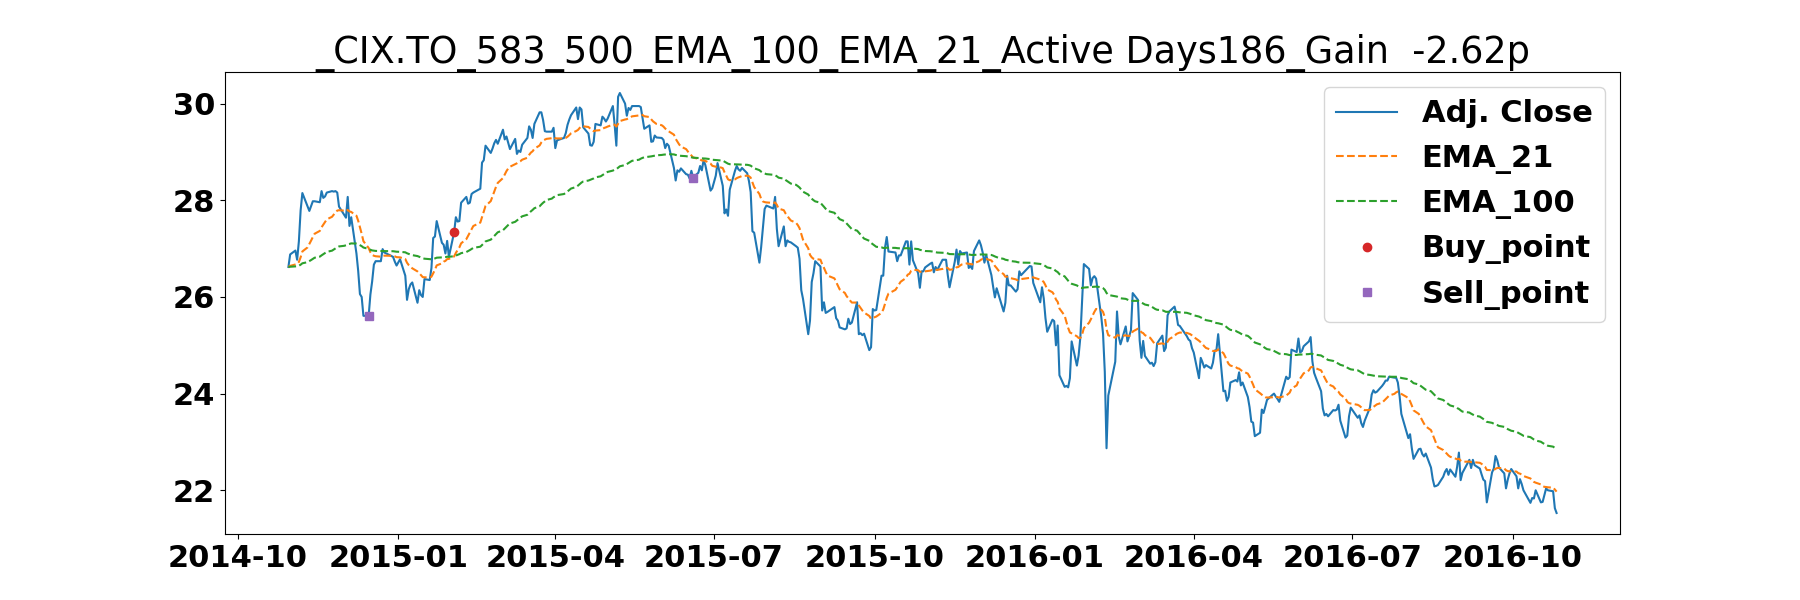 _CIX.TO_583_500_EMA_100_EMA_21_Active Days186_Gain  -2.62p
30
28
26
24
22
Adj. Close
EMA_21
EMA_100
Buy_point
Sell_point
2014-10 2015-01 2015-04 2015-07 2015-10 2016-01 2016-04 2016-07 2016-10